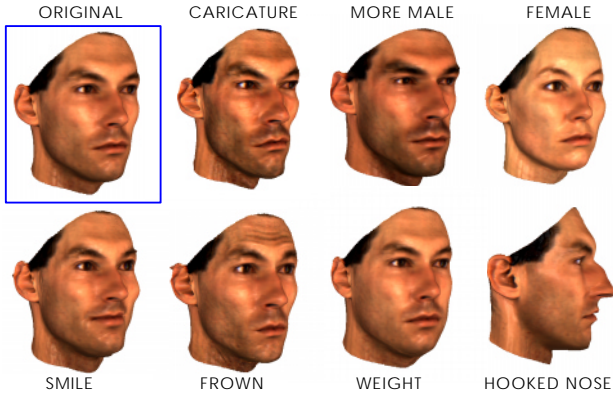 ORIGINAL
CARICATURE
MORE MALE
FEMALE
SMILE
FROWN
WEIGHT
HOOKED NOSE